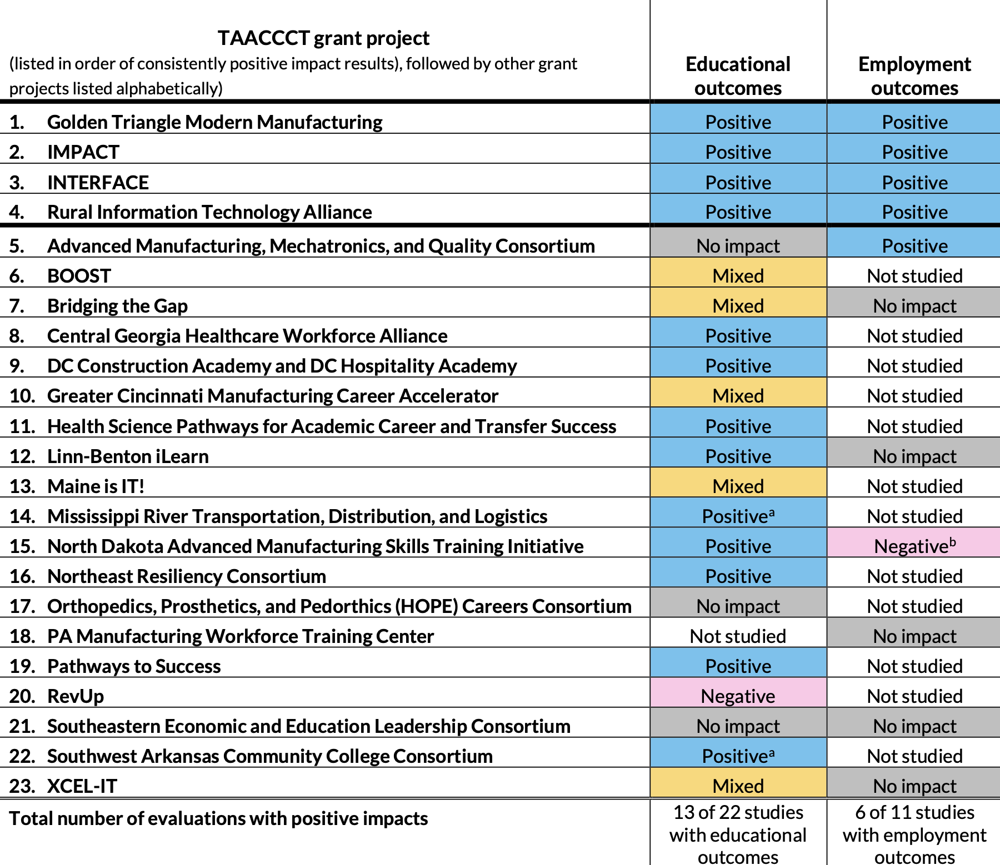 TAACCCT grant project
(listed in order of consistently positive impact results), followed by other grant
projects listed alphabetically)
Educational
outcomes
Employment
outcomes
1. Golden Triangle Modern Manufacturing Positive Positive
2. IMPACT Positive Positive
3. INTERFACE Positive Positive
4. Rural Information Technology Alliance Positive Positive
5. Advanced Manufacturing, Mechatronics, and Quality Consortium No impact Positive
6. BOOST Mixed Not studied
7. Bridging the Gap Mixed No impact
8. Central Georgia Healthcare Workforce Alliance Positive Not studied
9. DC Construction Academy and DC Hospitality Academy Positive Not studied
10. Greater Cincinnati Manufacturing Career Accelerator Mixed Not studied
11. Health Science Pathways for Academic Career and Transfer Success Positive Not studied
12. Linn-Benton iLearn Positive No impact
13. Maine is IT! Mixed Not studied
14. Mississippi River Transportation, Distribution, and Logistics Positiveᵃ Not studied
15. North Dakota Advanced Manufacturing Skills Training Initiative Positive Negativeᵇ
16. Northeast Resiliency Consortium Positive Not studied
17. Orthopedics, Prosthetics, and Pedorthics (HOPE) Careers Consortium No impact Not studied
18. PA Manufacturing Workforce Training Center Not studied No impact
19. Pathways to Success Positive Not studied
20. RevUp Negative Not studied
21. Southeastern Economic and Education Leadership Consortium No impact No impact
22. Southwest Arkansas Community College Consortium Positiveᵃ Not studied
23. XCEL-IT Mixed No impact
Total number of evaluations with positive impacts
13 of 22 studies
with educational
outcomes
6 of 11 studies
with employment
outcomes